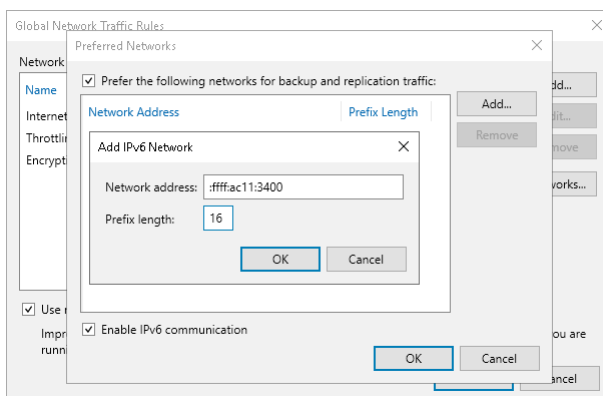 Global Network Traffic Rules
Preferred Networks
Network
Prefer the following networks for backup and replication traffic:
Name
Network Address
Prefix Length
Add...
dd...
Internet
Remove
dit...
Throttlin
Add IPv6 Network
move
Encrypt
Network address: :ffff:ac11:3400
works...
Prefix length: 16
OK
Cancel
Use
Enable IPv6 communication
Impr
ou are
runni
OK
Cancel
ancel